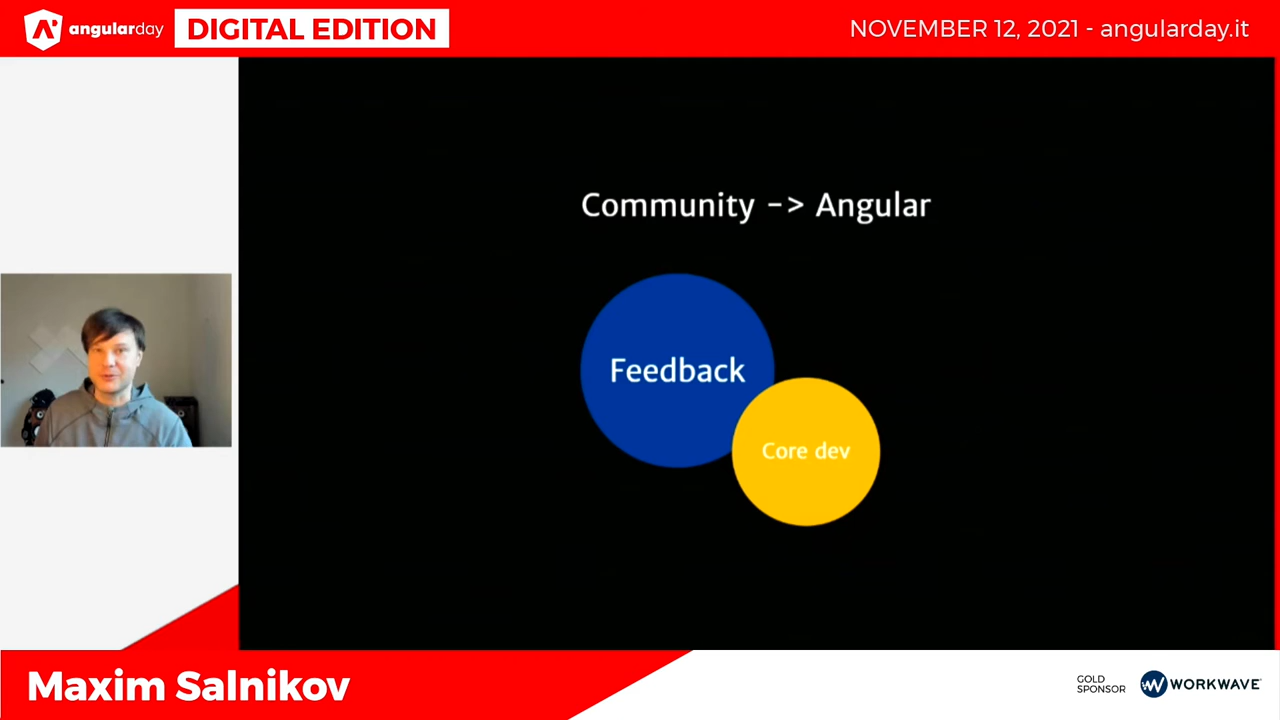 angularday
DIGITAL EDITION
NOVEMBER 12, 2021 - angularday.it
Community -> Angular
Feedback
Core dev
Maxim Salnikov
GOLD
SPONSOR
WORKWAVE